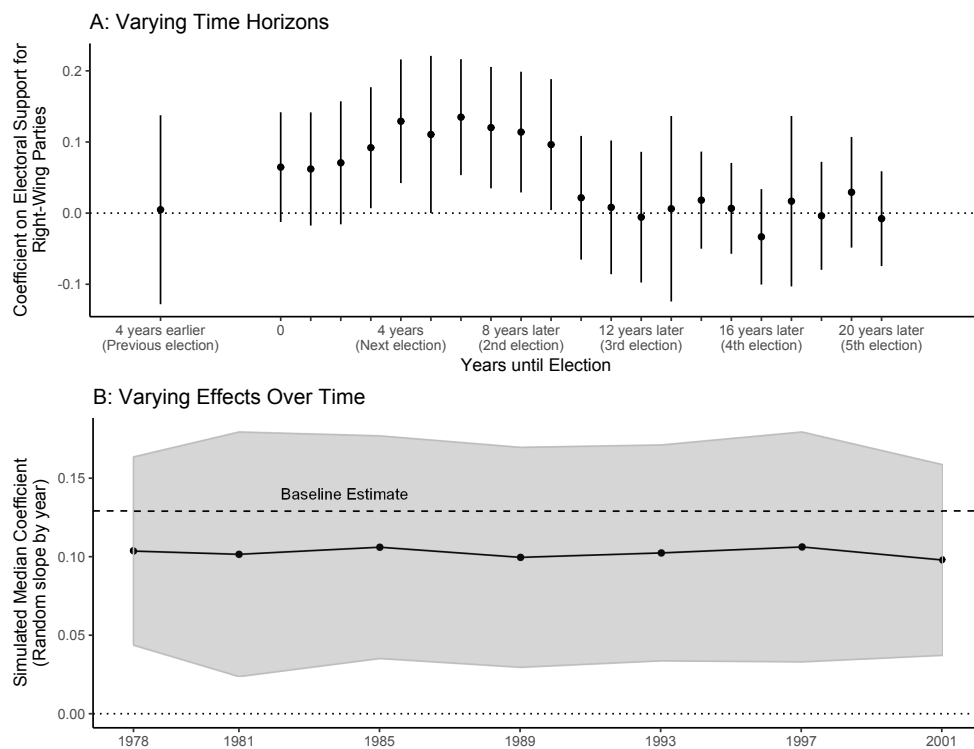 A: Varying Time Horizons
Coefficient on Electoral Support for
Right-Wing Parties
0.2
0.1
0.0
-0.1
4 years earlier
(Previous election)
0
4 years
(Next election)
8 years later
(2nd election)
12 years later
(3rd election)
16 years later
(4th election)
20 years later
(5th election)
Years until Election
B: Varying Effects Over Time
Simulated Median Coefficient
(Random slope by year)
0.15
0.10
0.05
0.00
Baseline Estimate
1978
1981
1985
1989
1993
1997
2001